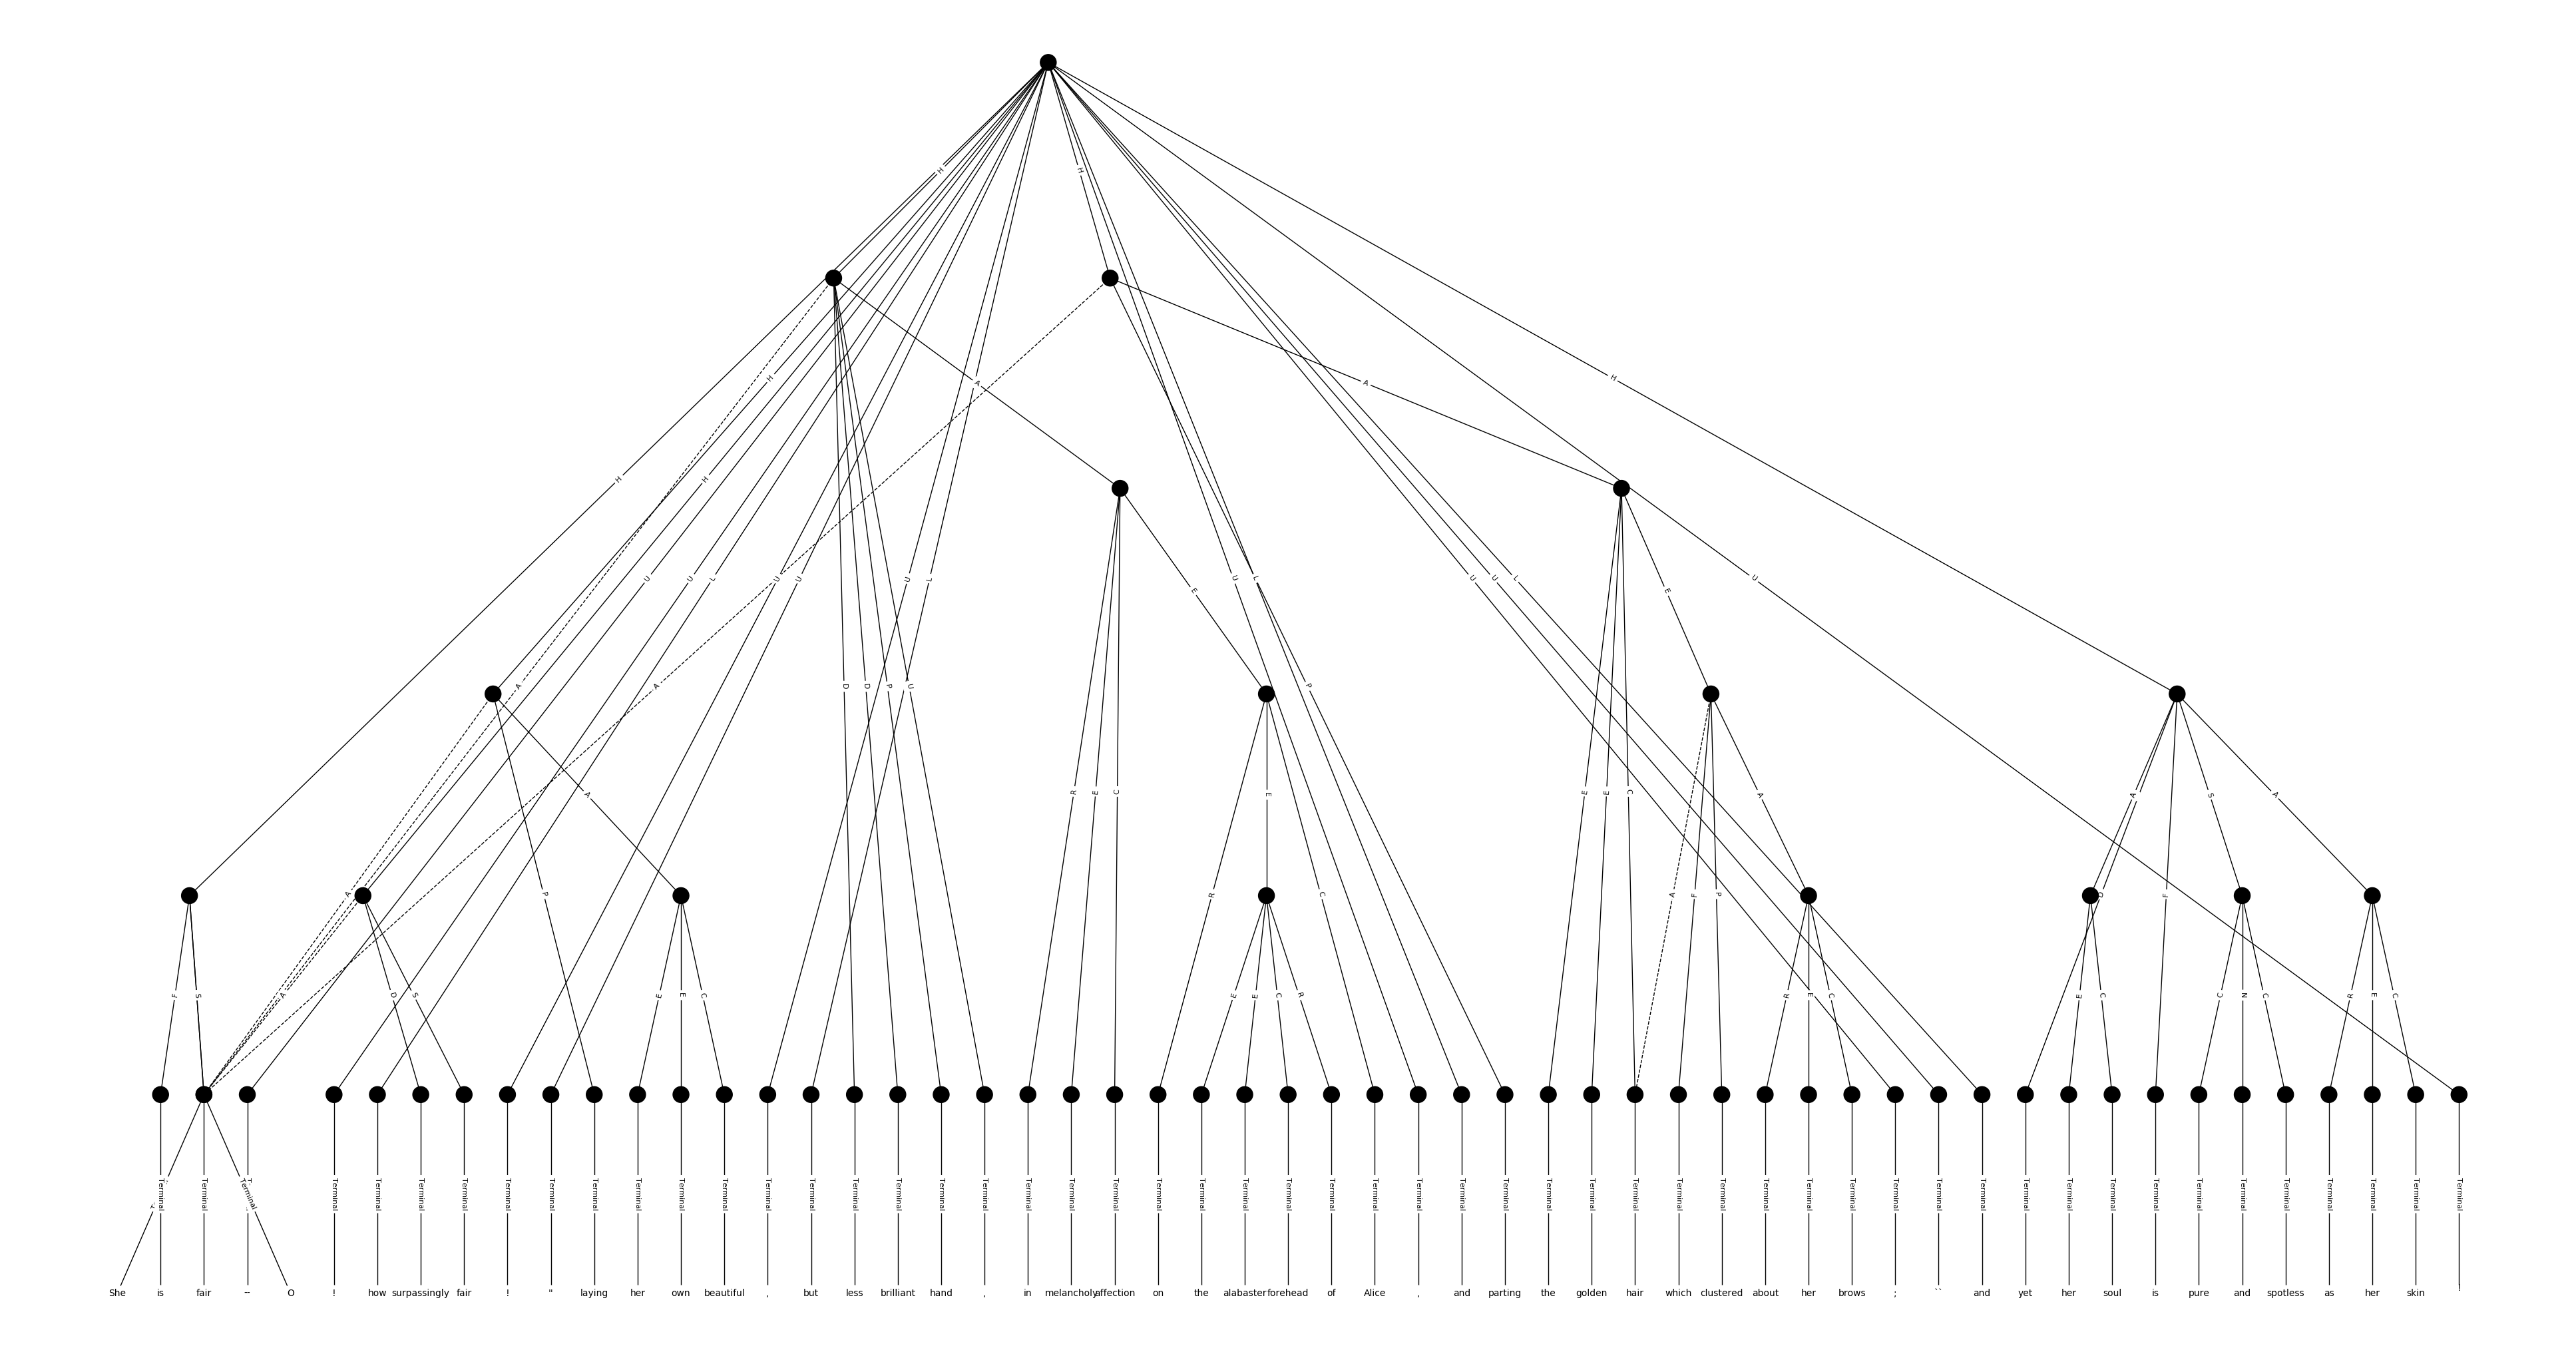 H
H
H
H
H
A
A
H
H
U
U
L
U
U
U
L
U
L
U
U
L
U
E
E
A
A
D
D
P
U
P
R
E
C
E
E
C
A
A
A
S
A
A
P
R
E
C
A
F
P
D
F
F
S
A
D
S
E
E
C
E
E
C
R
R
E
C
E
C
C
N
C
R
E
C
Terminal Terminal Terminal Terminal Terminal Terminal Terminal Terminal Terminal Terminal Terminal Terminal Terminal Terminal Terminal Terminal Terminal Terminal Terminal Terminal Terminal Terminal Terminal Terminal Terminal Terminal Terminal Terminal Terminal Terminal Terminal Terminal Terminal Terminal Terminal Terminal Terminal Terminal Terminal Terminal Terminal Terminal Terminal Terminal Terminal Terminal Terminal Terminal Terminal Terminal Terminal Terminal Terminal
She is fair -- O ! how surpassingly fair ! " laying her own beautiful , but less brilliant hand , in melancholy affection on the alabaster forehead of Alice , and parting the golden hair which clustered about her brows ; `` and yet her soul is pure and spotless as her skin !